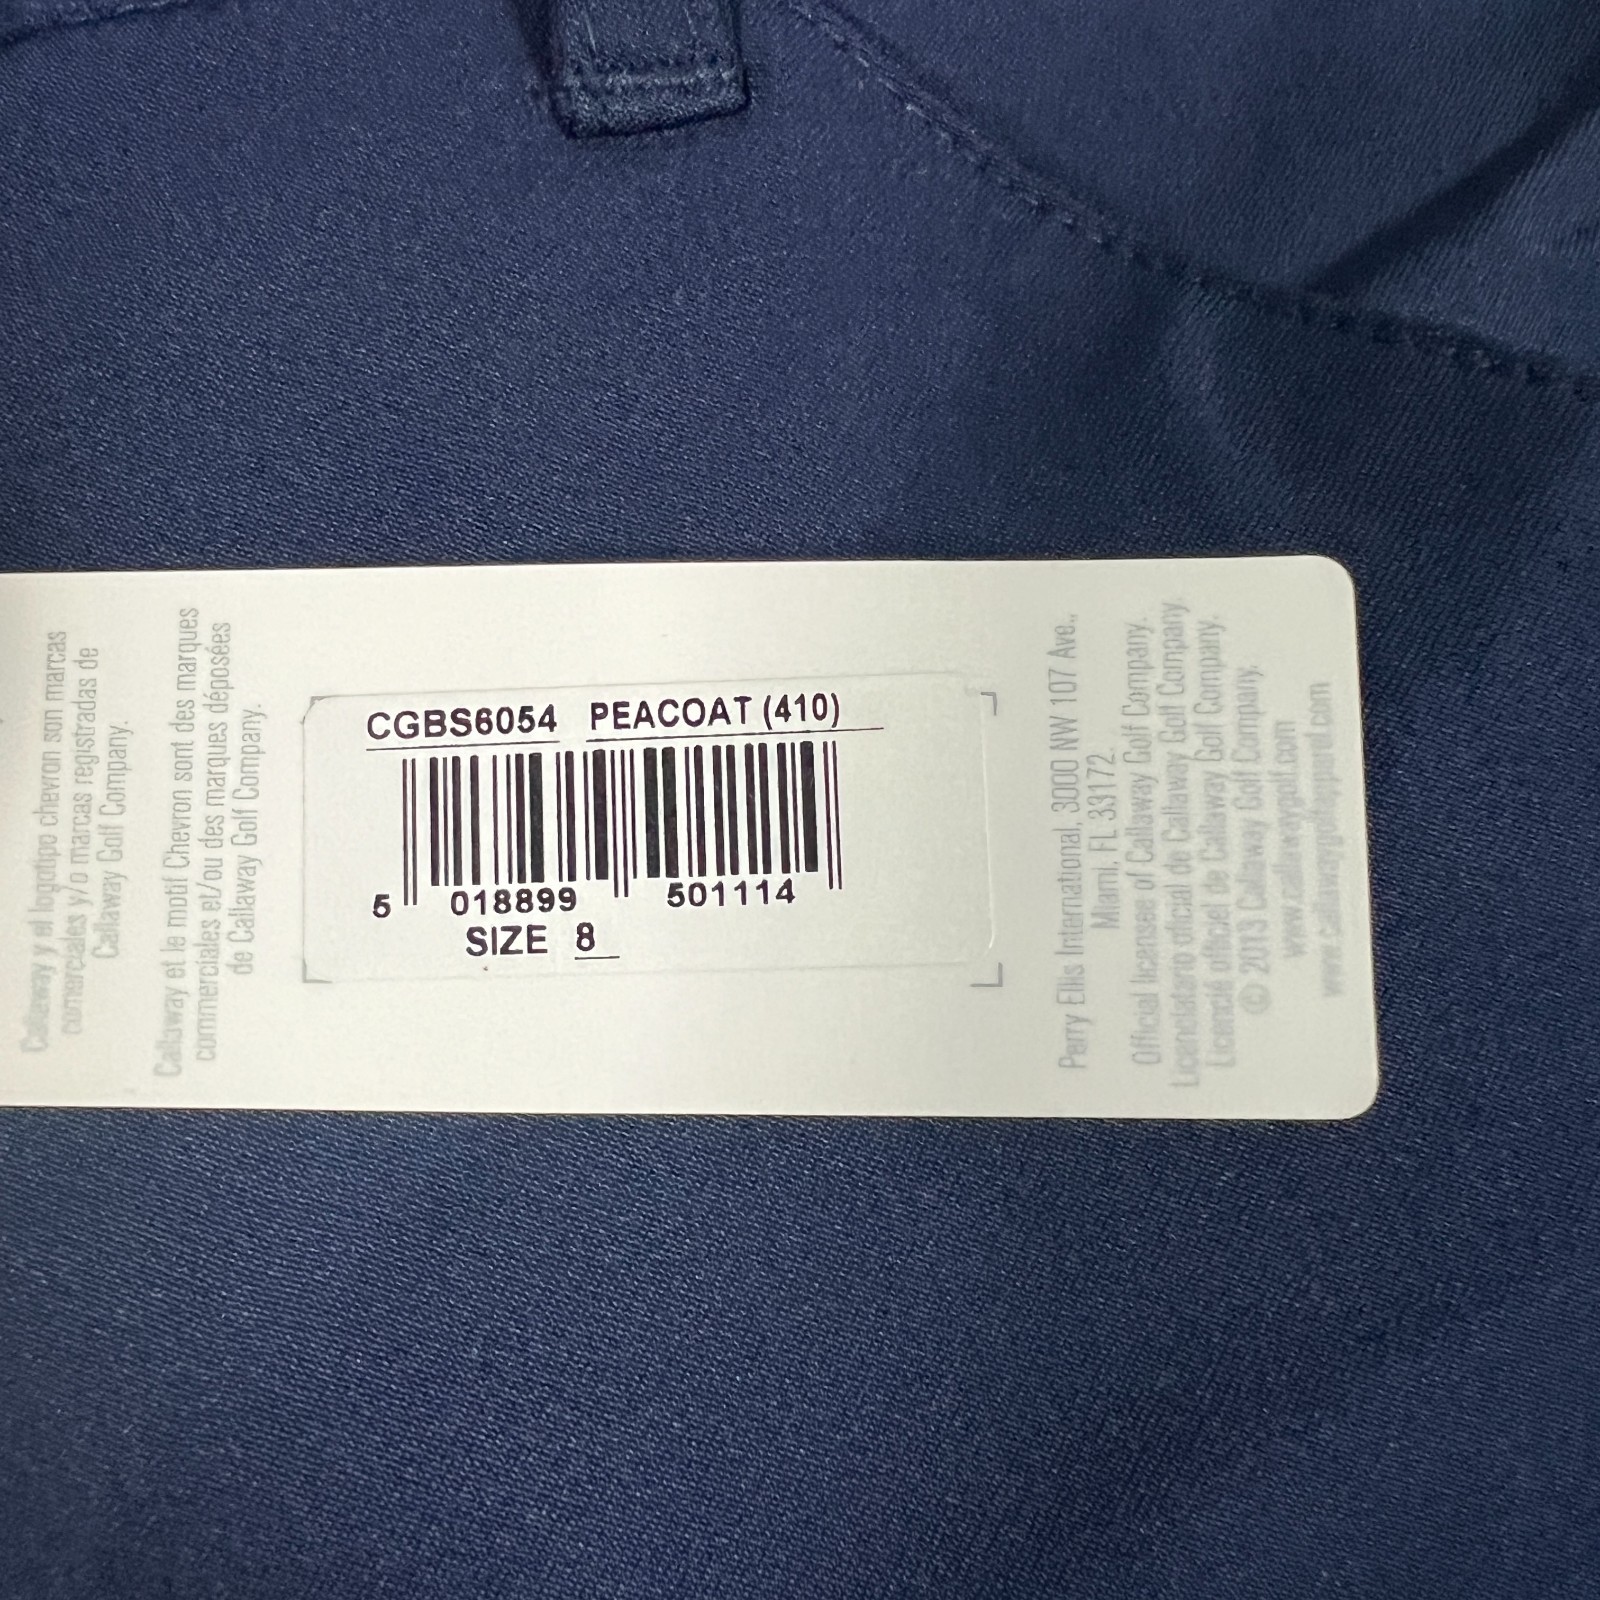 Callaway y el logotipo chevron son marcas
comerciales y/o marcas registradas de
Callaway Golf Company.
Callaway et le motif Chevron sont des marques
commerciales et/ou des marques déposées
de Callaway Golf Company.
CGBS6054 PEACOAT (410)
5 018899 501114
SIZE 8
Perry Ellis International, 3000 NW 107 Ave.,
Miami, FL 33172.
Official licensee of Callaway Golf Company.
Licenciatario oficial de Callaway Golf Company.
Licencié officiel de Callaway Golf Company.
© 2013 Callaway Golf Company.
www.callawaygolf.com
www.callawaygolfapparel.com